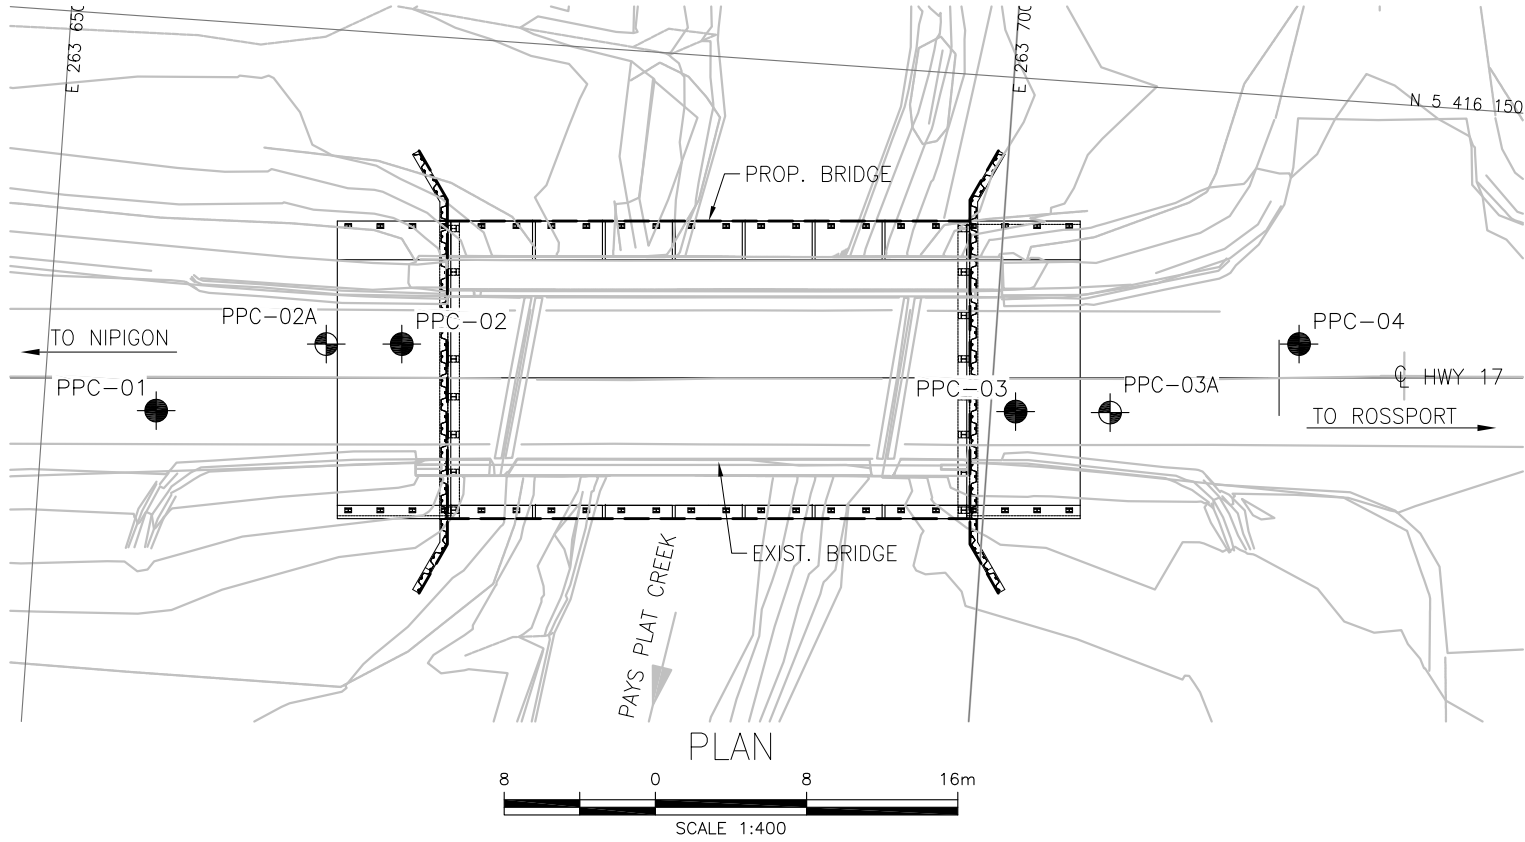 E 263 650
E 263 700
N 5 416 150
PROP. BRIDGE
PPC-02A
PPC-02
PPC-04
TO NIPIGON
PPC-01
PPC-03
PPC-03A
℄ HWY 17
TO ROSSPORT
EXIST. BRIDGE
PAYS PLAT CREEK
PLAN
8 0 8 16m
SCALE 1:400